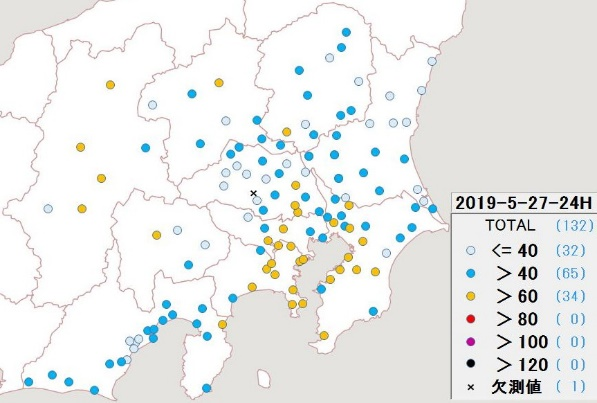 2019-5-27-24H
TOTAL (132)
<= 40 (32)
> 40 (65)
> 60 (34)
> 80 ( 0)
> 100 ( 0)
> 120 ( 0)
× 欠測値 ( 1)